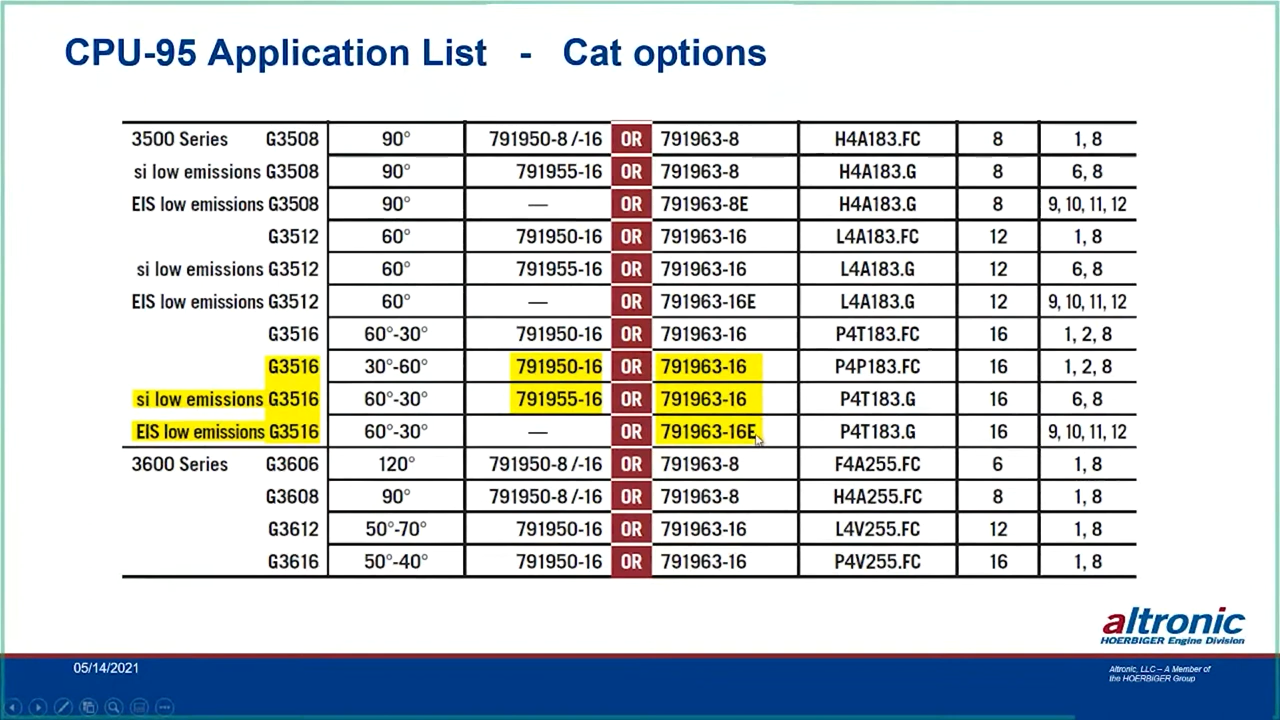 CPU-95 Application List - Cat options
3500 Series G3508 90° 791950-8 /-16 OR 791963-8 H4A183.FC 8 1, 8
si low emissions G3508 90° 791955-16 OR 791963-8 H4A183.G 8 6, 8
EIS low emissions G3508 90° — OR 791963-8E H4A183.G 8 9, 10, 11, 12
G3512 60° 791950-16 OR 791963-16 L4A183.FC 12 1, 8
si low emissions G3512 60° 791955-16 OR 791963-16 L4A183.G 12 6, 8
EIS low emissions G3512 60° — OR 791963-16E L4A183.G 12 9, 10, 11, 12
G3516 60°-30° 791950-16 OR 791963-16 P4T183.FC 16 1, 2, 8
G3516 30°-60° 791950-16 OR 791963-16 P4P183.FC 16 1, 2, 8
si low emissions G3516 60°-30° 791955-16 OR 791963-16 P4T183.G 16 6, 8
EIS low emissions G3516 60°-30° — OR 791963-16E P4T183.G 16 9, 10, 11, 12
3600 Series G3606 120° 791950-8 /-16 OR 791963-8 F4A255.FC 6 1, 8
G3608 90° 791950-8 /-16 OR 791963-8 H4A255.FC 8 1, 8
G3612 50°-70° 791950-16 OR 791963-16 L4V255.FC 12 1, 8
G3616 50°-40° 791950-16 OR 791963-16 P4V255.FC 16 1, 8
altronic
HOERBIGER Engine Division
05/14/2021
Altronic, LLC – A Member of
the HOERBIGER Group